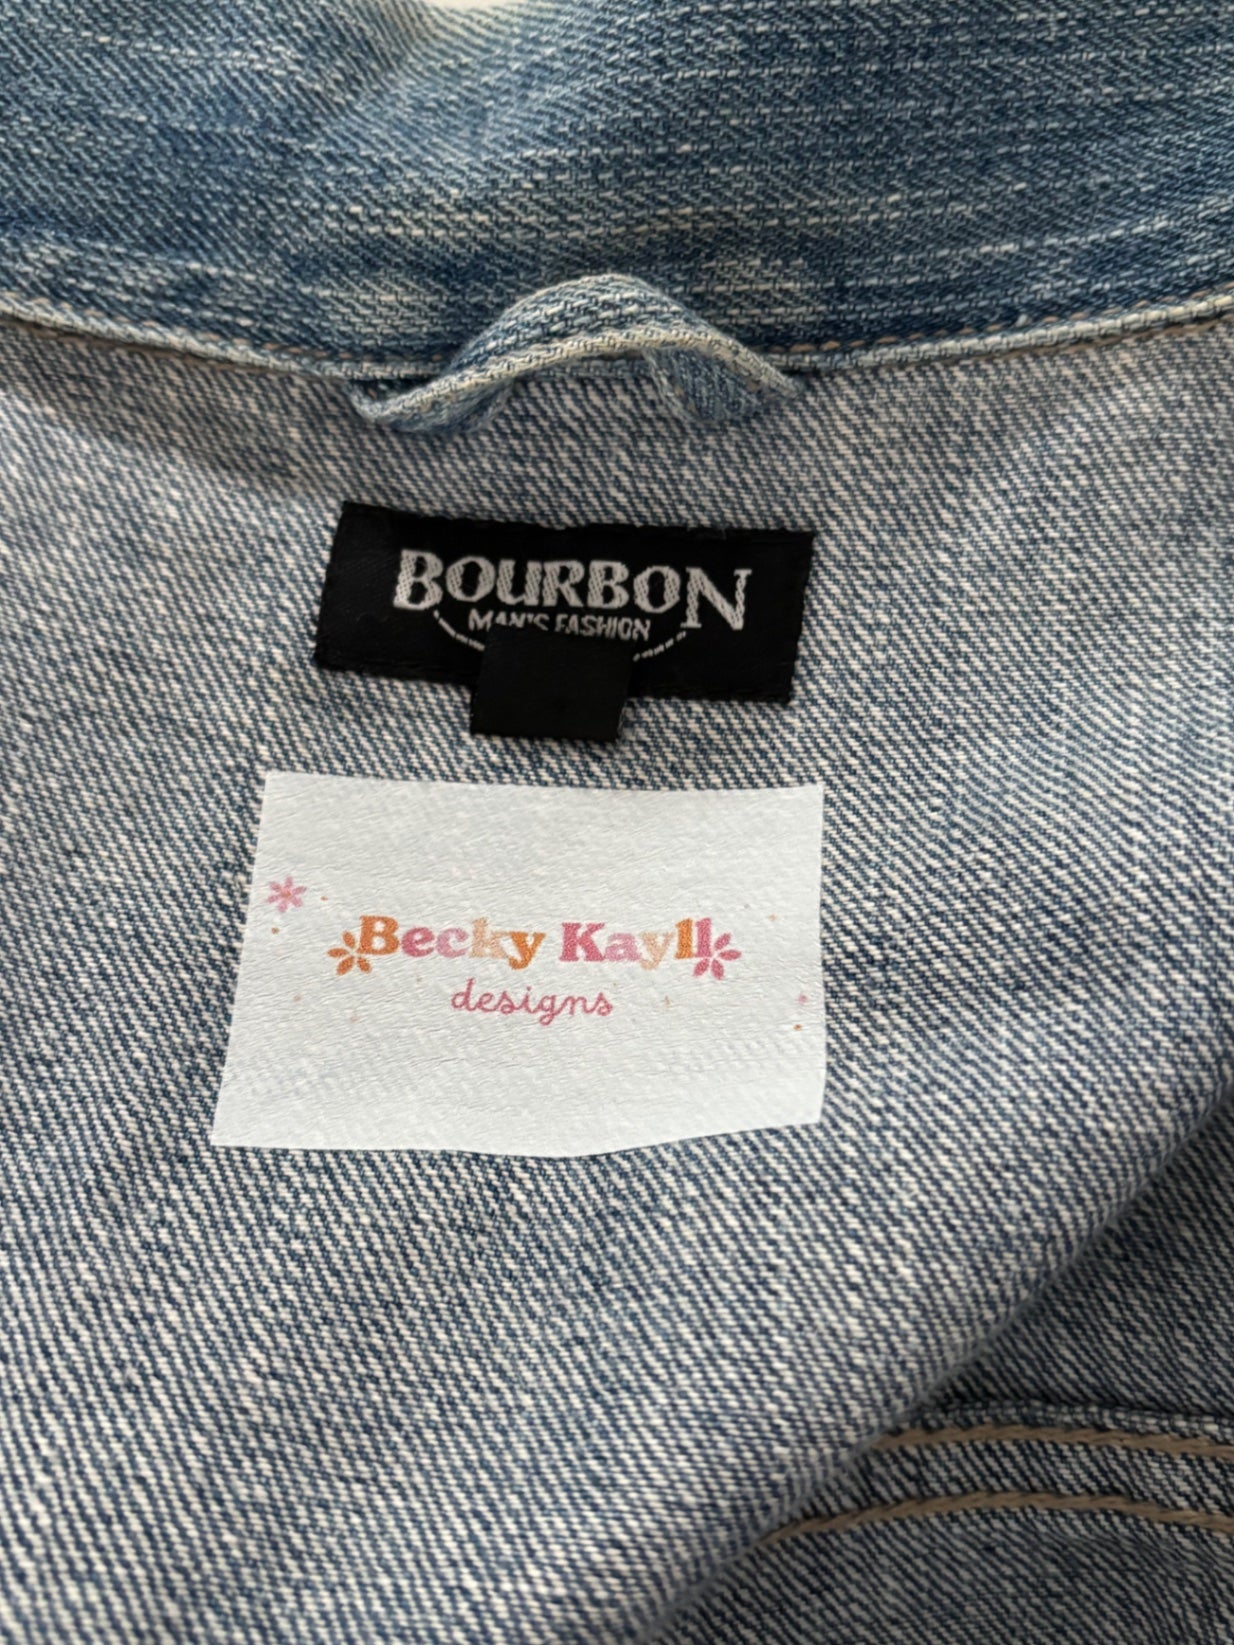 BOURBON
MAN'S FASHION
Becky Kayll
designs